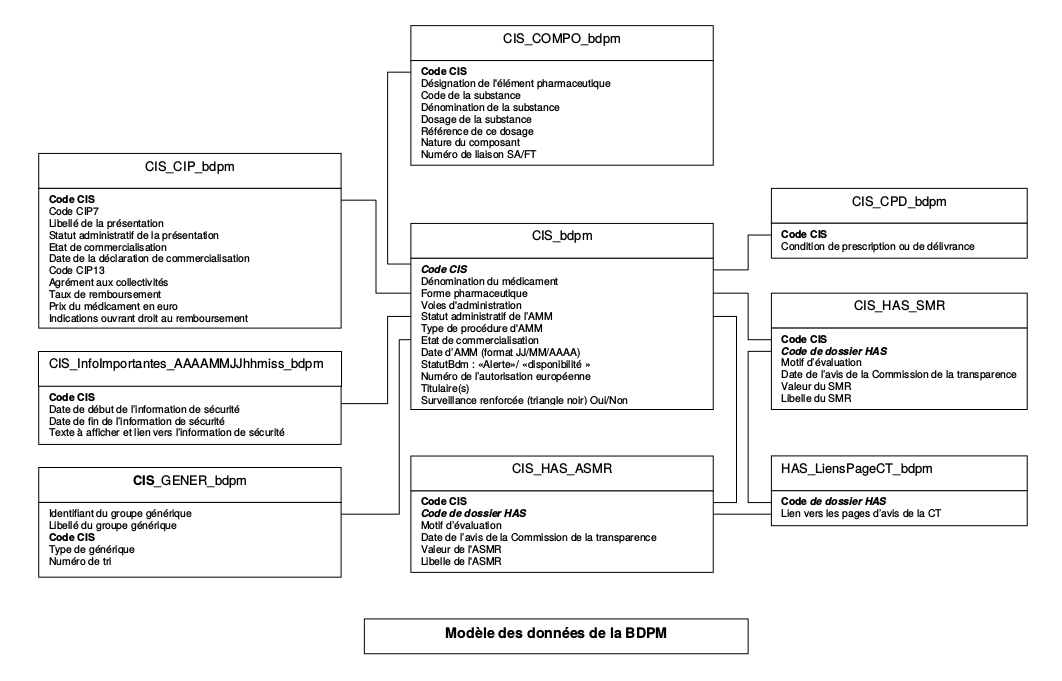 CIS_COMPO_bdpm
Code CIS
Désignation de l'élément pharmaceutique
Code de la substance
Dénomination de la substance
Dosage de la substance
Référence de ce dosage
Nature du composant
Numéro de liaison SA/FT
CIS_CIP_bdpm
Code CIS
Code CIP7
Libellé de la présentation
Statut administratif de la présentation
Etat de commercialisation
Date de la déclaration de commercialisation
Code CIP13
Agrément aux collectivités
Taux de remboursement
Prix du médicament en euro
Indications ouvrant droit au remboursement
CIS_bdpm
Code CIS
Dénomination du médicament
Forme pharmaceutique
Voies d'administration
Statut administratif de l'AMM
Type de procédure d'AMM
Etat de commercialisation
Date d'AMM (format JJ/MM/AAAA)
StatutBdm : «Alerte»/ «disponibilité »
Numéro de l'autorisation européenne
Titulaire(s)
Surveillance renforcée (triangle noir) Oui/Non
CIS_CPD_bdpm
Code CIS
Condition de prescription ou de délivrance
CIS_HAS_SMR
Code CIS
Code de dossier HAS
Motif d'évaluation
Date de l'avis de la Commission de la transparence
Valeur du SMR
Libelle du SMR
CIS_InfoImportantes_AAAAMMJJhhmiss_bdpm
Code CIS
Date de début de l'information de sécurité
Date de fin de l'information de sécurité
Texte à afficher et lien vers l'information de sécurité
CIS_GENER_bdpm
Identifiant du groupe générique
Libellé du groupe générique
Code CIS
Type de générique
Numéro de tri
CIS_HAS_ASMR
Code CIS
Code de dossier HAS
Motif d'évaluation
Date de l'avis de la Commission de la transparence
Valeur de l'ASMR
Libelle de l'ASMR
HAS_LiensPageCT_bdpm
Code de dossier HAS
Lien vers les pages d'avis de la CT
Modèle des données de la BDPM